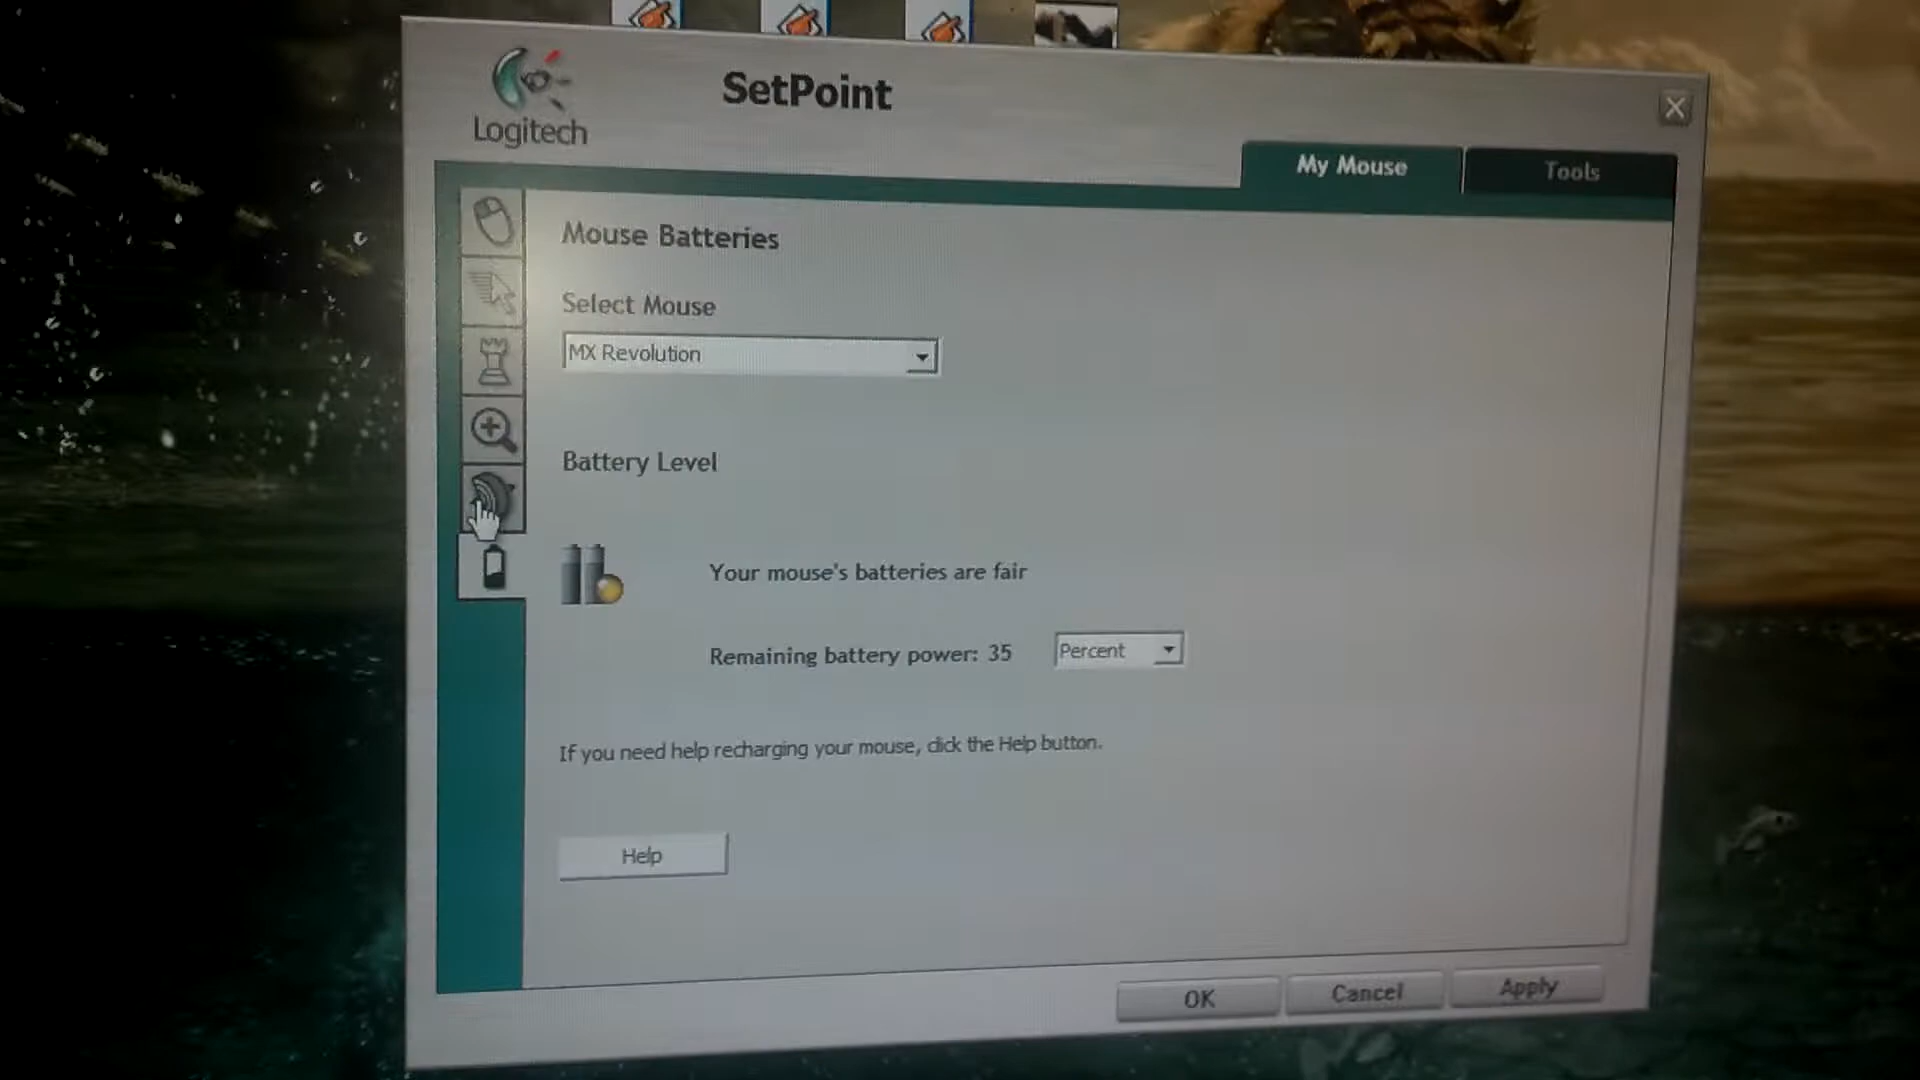 Logitech
SetPoint
My Mouse
Tools
Mouse Batteries
Select Mouse
MX Revolution
Battery Level
Your mouse's batteries are fair
Remaining battery power: 35 Percent
If you need help recharging your mouse, click the Help button.
Help
OK
Cancel
Apply